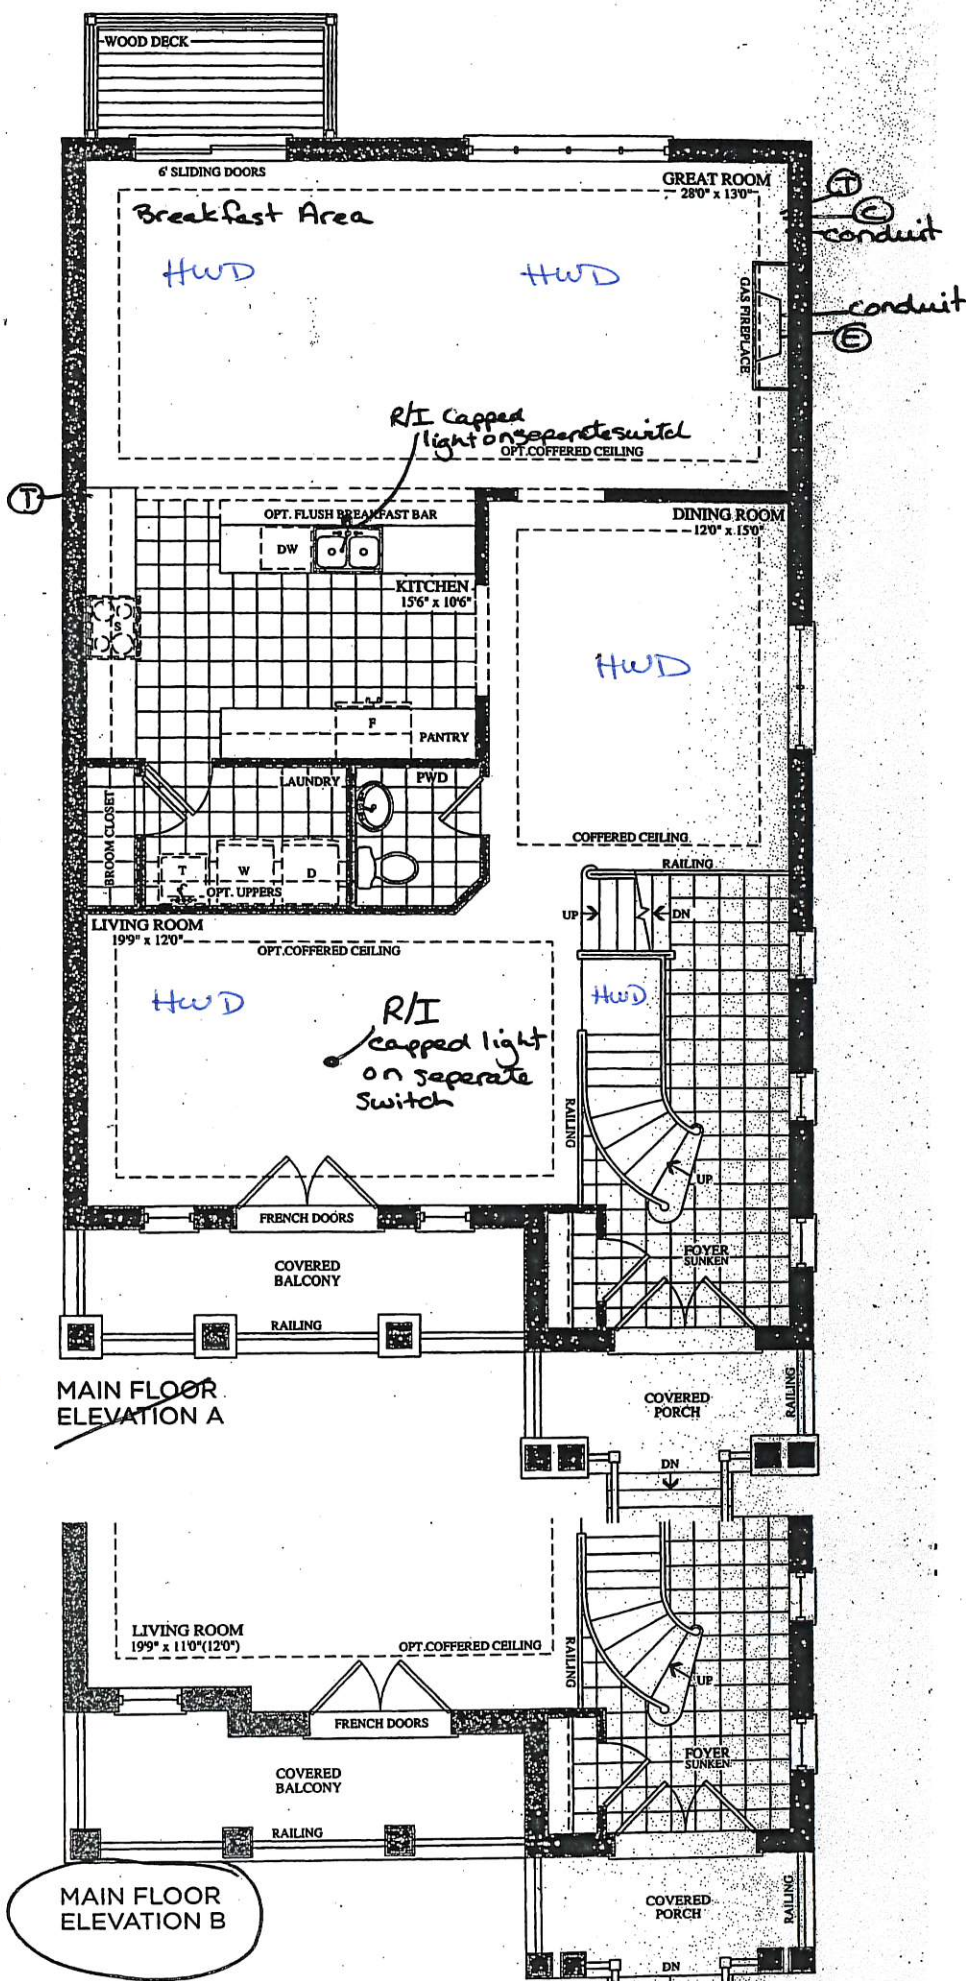 WOOD DECK
6' SLIDING DOORS
GREAT ROOM
28'0" x 13'0"
Breakfast Area
HWD
HWD
T
C
conduit
conduit
E
GAS FIREPLACE
R/I Capped
light on seperate switch
OPT.COFFERED CEILING
T
OPT. FLUSH BREAKFAST BAR
DW
DINING ROOM
12'0" x 15'0"
KITCHEN
15'6" x 10'6"
S
HWD
F
PANTRY
LAUNDRY
PWD
BROOM CLOSET
T
W
D
OPT. UPPERS
COFFERED CEILING
RAILING
UP
DN
LIVING ROOM
19'9" x 12'0"
OPT.COFFERED CEILING
HWD
HWD
R/I
capped light
on seperate
switch
RAILING
UP
FRENCH DOORS
FOYER
SUNKEN
COVERED
BALCONY
RAILING
MAIN FLOOR
ELEVATION A
COVERED
PORCH
RAILING
DN
LIVING ROOM
19'9" x 11'0"(12'0")
OPT.COFFERED CEILING
RAILING
UP
FRENCH DOORS
FOYER
SUNKEN
COVERED
BALCONY
RAILING
MAIN FLOOR
ELEVATION B
COVERED
PORCH
RAILING
DN